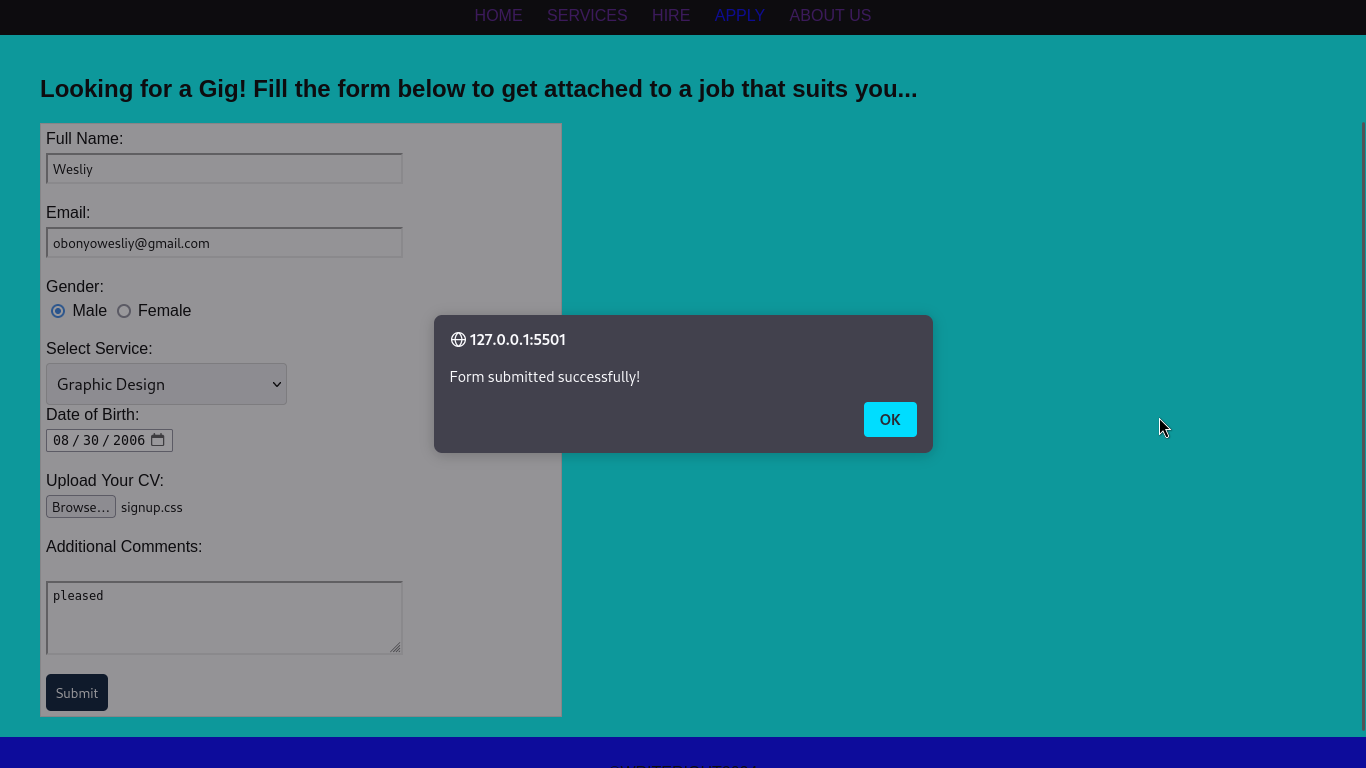 HOME SERVICES HIRE APPLY ABOUT US
Looking for a Gig! Fill the form below to get attached to a job that suits you...
Full Name:
Wesliy
Email:
obonyowesliy@gmail.com
Gender:
Male Female
Select Service:
Graphic Design
Date of Birth:
08 / 30 / 2006
Upload Your CV:
Browse... signup.css
Additional Comments:
pleased
Submit
127.0.0.1:5501
Form submitted successfully!
OK